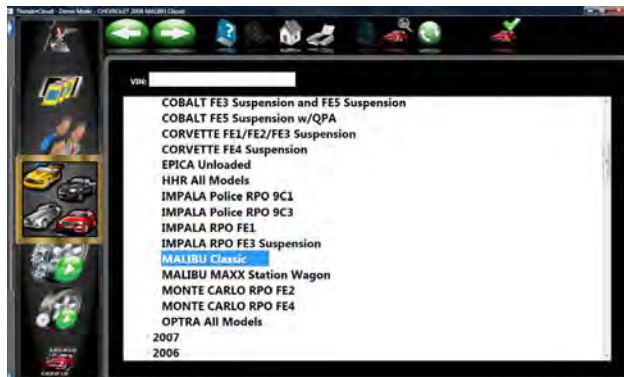 ThunderCloud - Demo Mode - CHEVROLET 2008 MALIBU Classic
VIN:
COBALT FE3 Suspension and FE5 Suspension
COBALT FE5 Suspension w/QPA
CORVETTE FE1/FE2/FE3 Suspension
CORVETTE FE4 Suspension
EPICA Unloaded
HHR All Models
IMPALA Police RPO 9C1
IMPALA Police RPO 9C3
IMPALA RPO FE1
IMPALA RPO FE3 Suspension
MALIBU Classic
MALIBU MAXX Station Wagon
MONTE CARLO RPO FE2
MONTE CARLO RPO FE4
OPTRA All Models
2007
2006